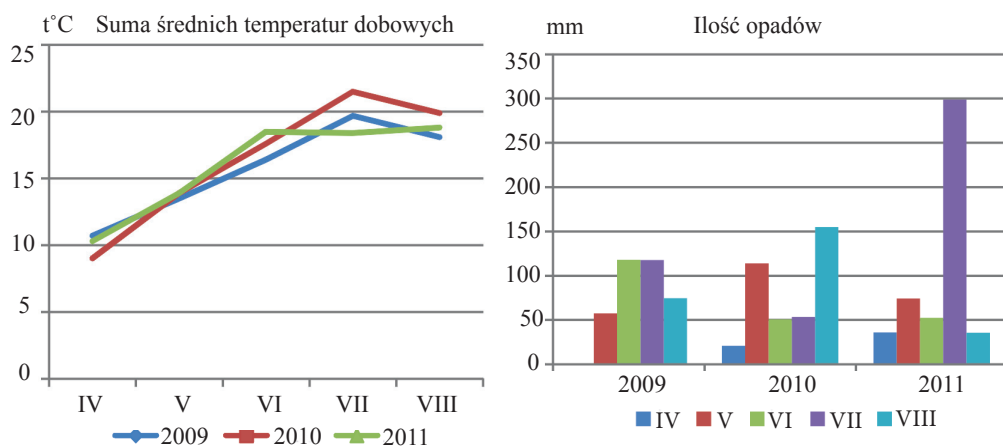 t˚C Suma średnich temperatur dobowych
25
20
15
10
5
0
IV V VI VII VIII
2009 2010 2011
mm Ilość opadów
350
300
250
200
150
100
50
0
2009 2010 2011
IV V VI VII VIII